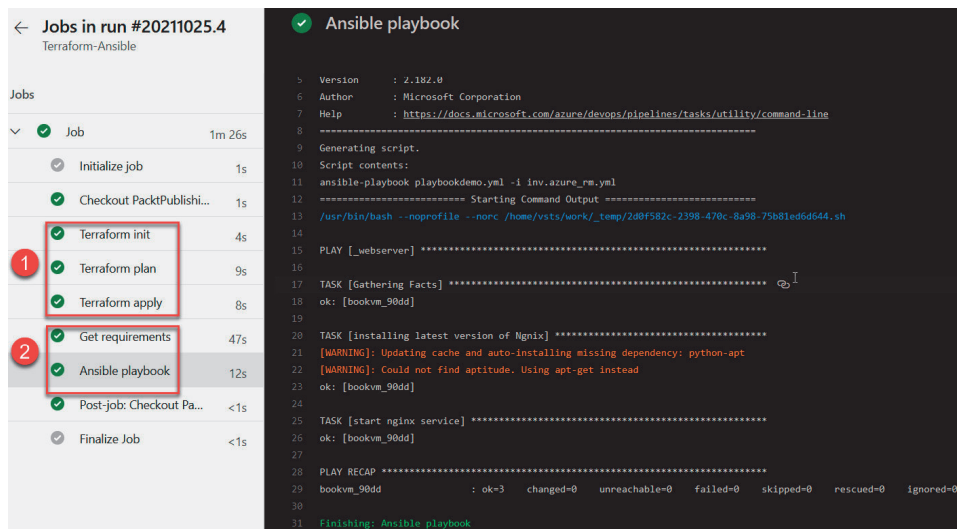 ← Jobs in run #20211025.4
Terraform-Ansible
Jobs
Job 1m 26s
Initialize job 1s
Checkout PacktPublishi... 1s
1
Terraform init 4s
Terraform plan 9s
Terraform apply 8s
2
Get requirements 47s
Ansible playbook 12s
Post-job: Checkout Pa... <1s
Finalize Job <1s
Ansible playbook
5 Version : 2.182.0
6 Author : Microsoft Corporation
7 Help : https://docs.microsoft.com/azure/devops/pipelines/tasks/utility/command-line
8 ==============================================================================
9 Generating script.
10 Script contents:
11 ansible-playbook playbookdemo.yml -i inv.azure_rm.yml
12 ========================== Starting Command Output ===========================
13 /usr/bin/bash --noprofile --norc /home/vsts/work/_temp/2d0f582c-2398-470c-8a98-75b81ed6d644.sh
14
15 PLAY [_webserver] **************************************************************
16
17 TASK [Gathering Facts] *********************************************************
18 ok: [bookvm_90dd]
19
20 TASK [installing latest version of Ngnix] **************************************
21 [WARNING]: Updating cache and auto-installing missing dependency: python-apt
22 [WARNING]: Could not find aptitude. Using apt-get instead
23 ok: [bookvm_90dd]
24
25 TASK [start nginx service] *****************************************************
26 ok: [bookvm_90dd]
27
28 PLAY RECAP *********************************************************************
29 bookvm_90dd : ok=3 changed=0 unreachable=0 failed=0 skipped=0 rescued=0 ignored=0
30
31 Finishing: Ansible playbook